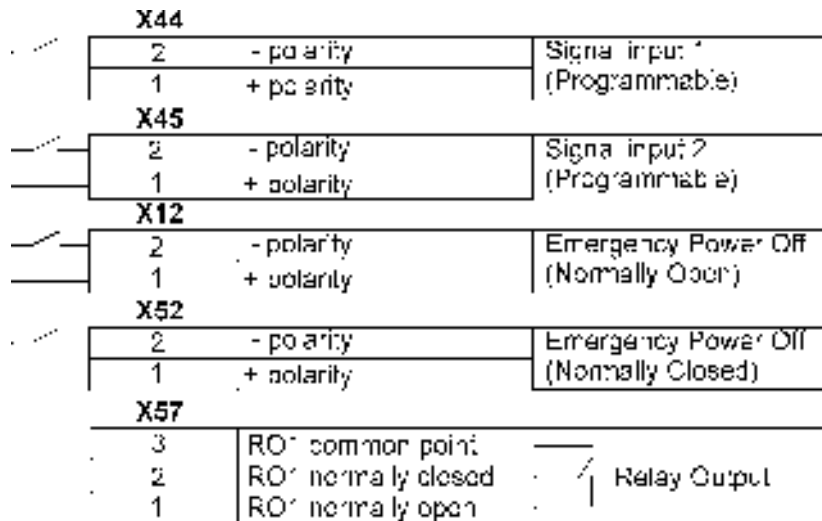 X44
2 - polarity Signal input 1
1 + polarity (Programmable)
X45
2 - polarity Signal input 2
1 + polarity (Programmable)
X12
2 - polarity Emergency Power Off
1 + polarity (Normally Open)
X52
2 - polarity Emergency Power Off
1 + polarity (Normally Closed)
X57
3 RO1 common point
2 RO1 normally closed Relay Output
1 RO1 normally open